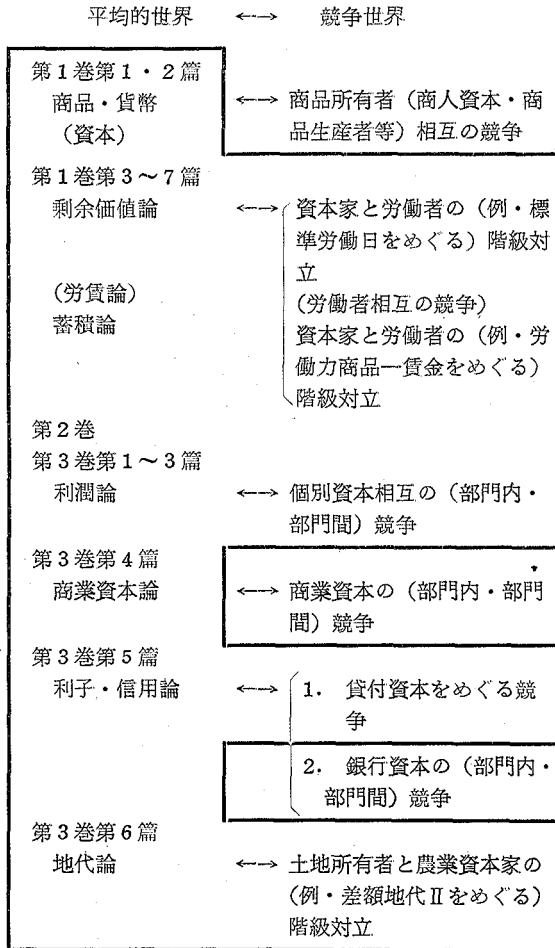 平均的世界 ←→ 競争世界
第1巻第1・2篇
商品・貨幣 ←→ 商品所有者(商人資本・商
(資本) 品生産者等)相互の競争
第1巻第3〜7篇
剰余価値論 ←→ 資本家と労働者の(例・標
準労働日をめぐる)階級対
立
(労賃論) (労働者相互の競争)
蓄積論 資本家と労働者の(例・労
働力商品―賃金をめぐる)
階級対立
第2巻
第3巻第1〜3篇
利潤論 ←→ 個別資本相互の(部門内・
部門間)競争
第3巻第4篇
商業資本論 ←→ 商業資本の(部門内・部門
間)競争
第3巻第5篇
利子・信用論 ←→ 1. 貸付資本をめぐる競
争
2. 銀行資本の(部門内・
部門間)競争
第3巻第6篇
地代論 ←→ 土地所有者と農業資本家の
(例・差額地代Ⅱをめぐる)
階級対立